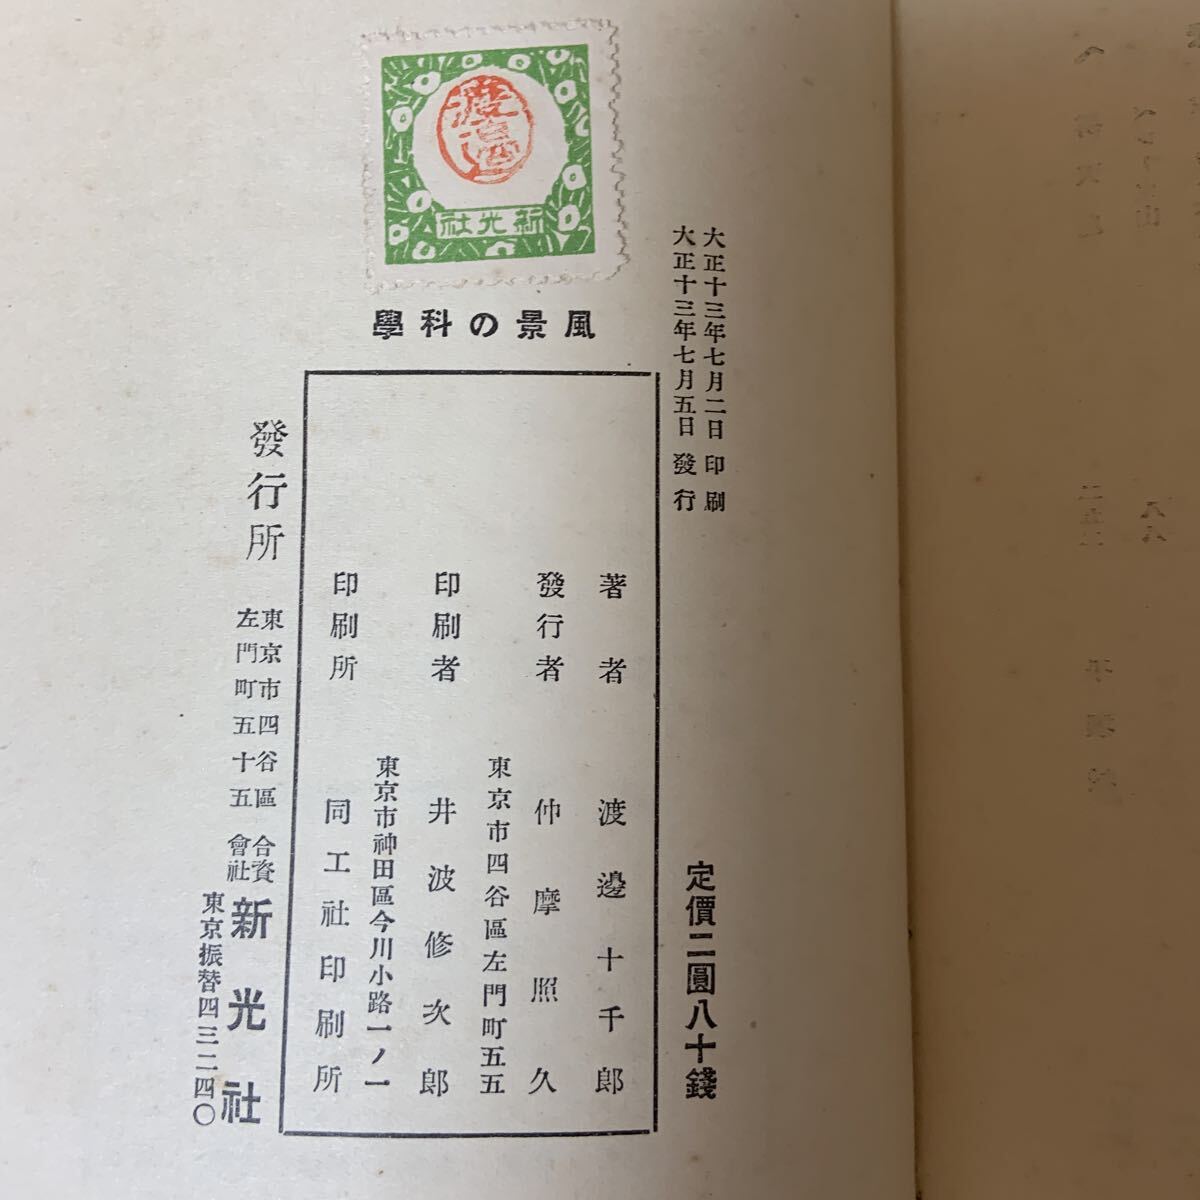 新光社
風景の科學
大正十三年七月二日印刷
大正十三年七月五日發行
定價二圓八十錢
著者 渡邊十千郎
發行者 仲摩照久
東京市四谷區左門町五五
印刷者 井波修次郎
東京市神田區今川小路一ノ一
印刷所 同工社印刷所
發行所
東京市四谷區
左門町五十五
合資
會社
新光社
東京振替四三二四〇